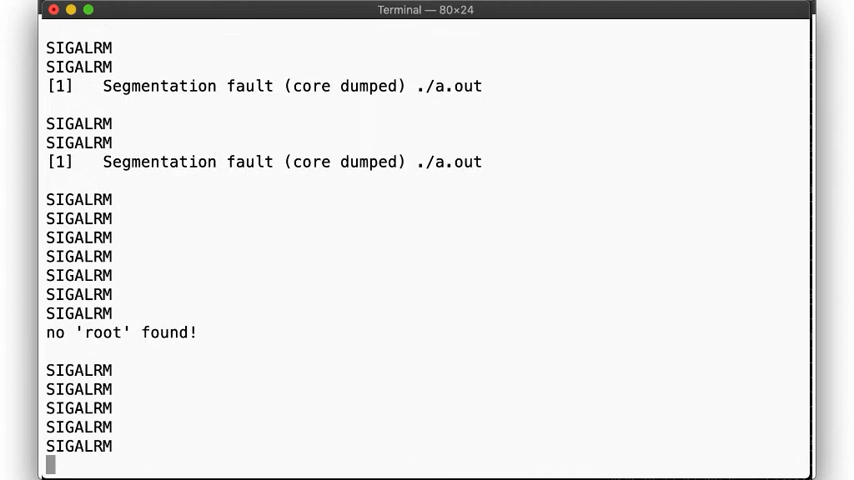 Terminal — 80×24
SIGALRM
SIGALRM
[1]   Segmentation fault (core dumped) ./a.out
SIGALRM
SIGALRM
[1]   Segmentation fault (core dumped) ./a.out
SIGALRM
SIGALRM
SIGALRM
SIGALRM
SIGALRM
SIGALRM
SIGALRM
no 'root' found!
SIGALRM
SIGALRM
SIGALRM
SIGALRM
SIGALRM